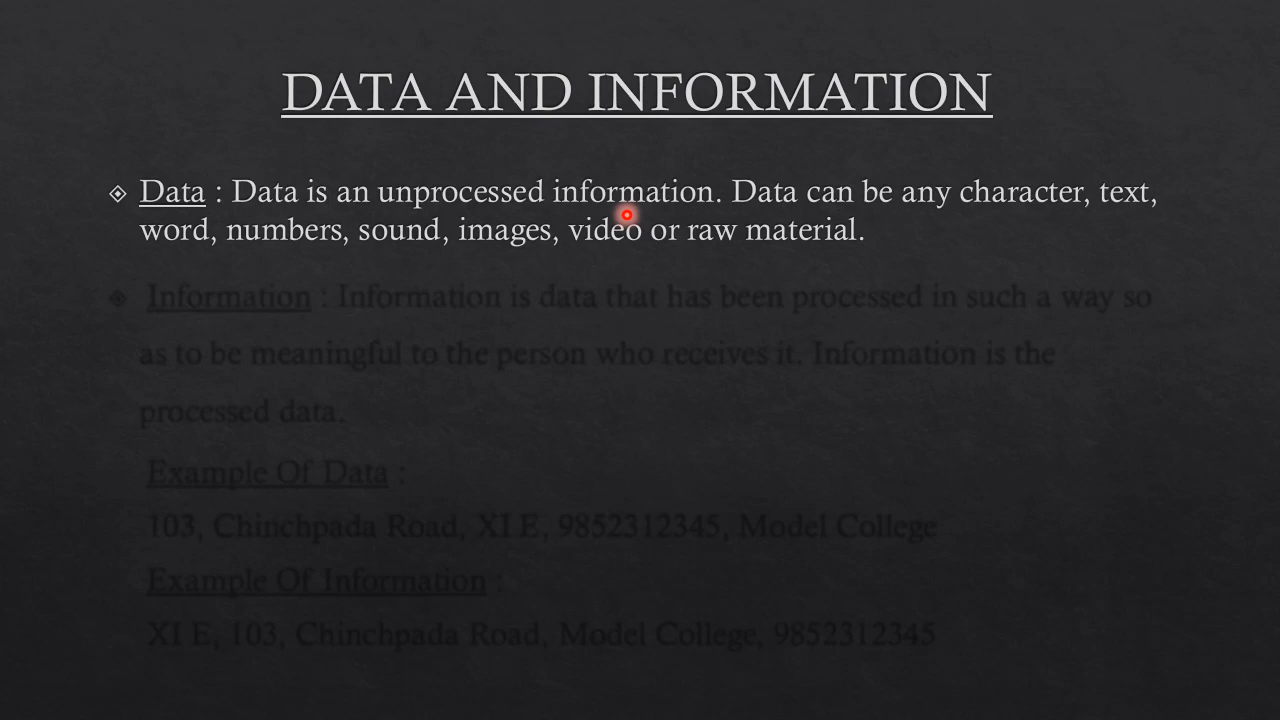 DATA AND INFORMATION
Data : Data is an unprocessed information. Data can be any character, text,
word, numbers, sound, images, video or raw material.
Information : Information is data that has been processed in such a way so
as to be meaningful to the person who receives it. Information is the
processed data.
Example Of Data :
103, Chinchpada Road, XI E, 9852312345, Model College
Example Of Information :
XI E, 103, Chinchpada Road, Model College, 9852312345